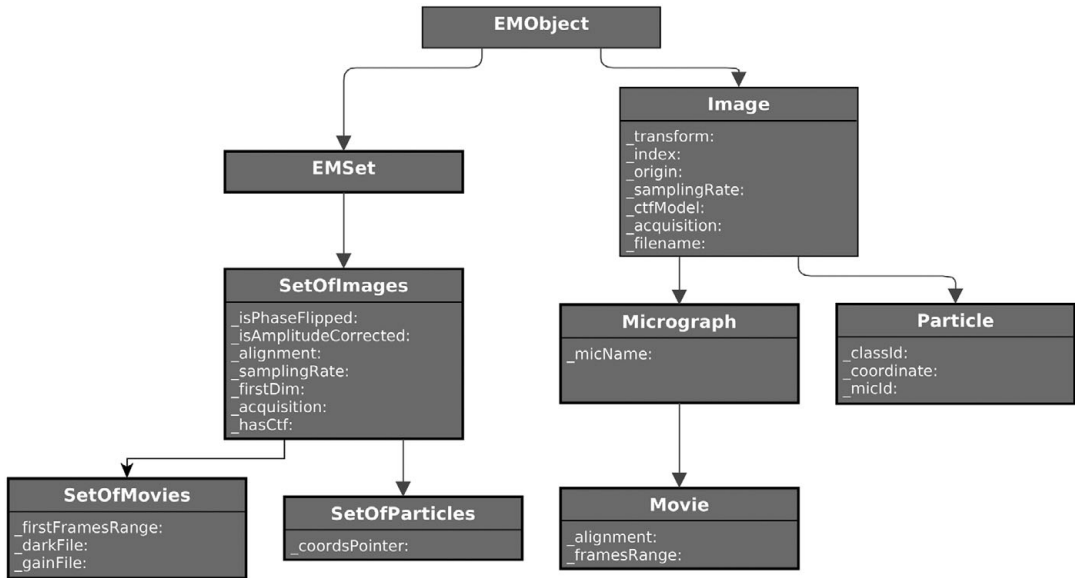 EMObject
Image
_transform:
_index:
_origin:
_samplingRate:
_ctfModel:
_acquisition:
_filename:
EMSet
SetOfImages
_isPhaseFlipped:
_isAmplitudeCorrected:
_alignment:
_samplingRate:
_firstDim:
_acquisition:
_hasCtf:
Micrograph
_micName:
Particle
_classId:
_coordinate:
_micId:
SetOfMovies
_firstFramesRange:
_darkFile:
_gainFile:
SetOfParticles
_coordsPointer:
Movie
_alignment:
_framesRange: